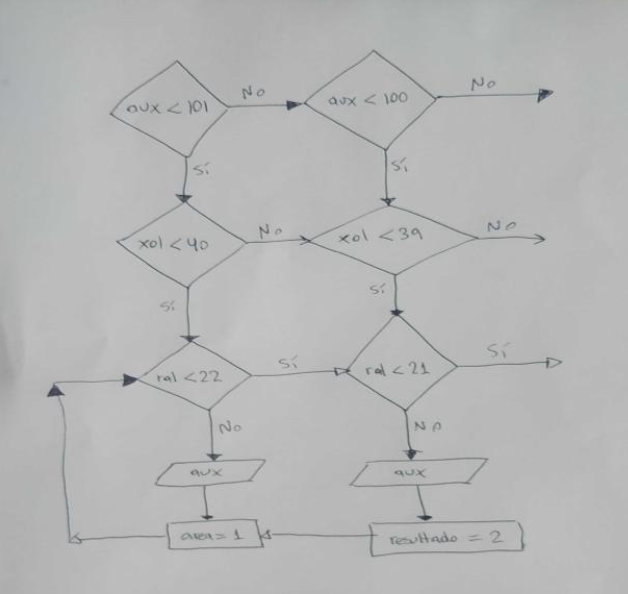 aux < 101
No
aux < 100
No
Sí
Sí
xol < 40
No
xol < 39
No
Sí
Sí
ral < 22
Sí
ral < 21
Sí
No
No
aux
aux
area = 1
resultado = 2